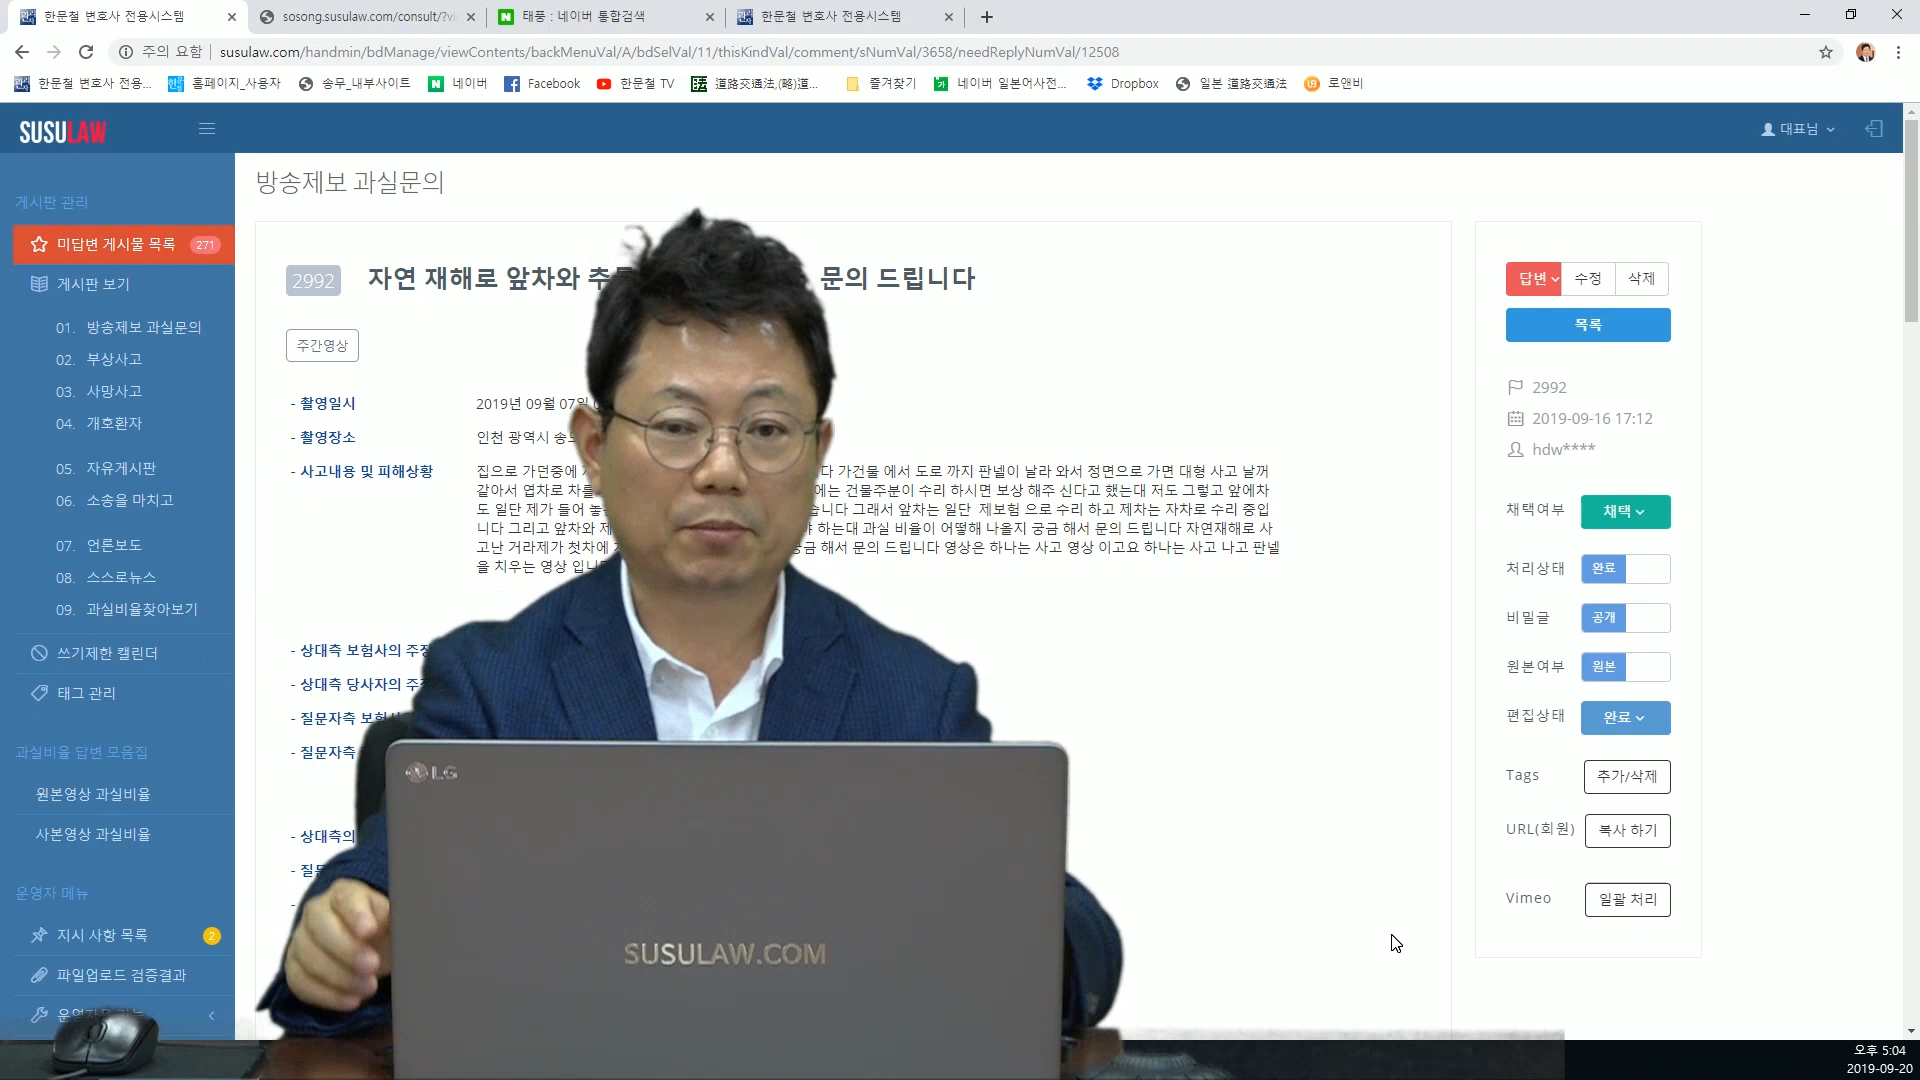 한문철 변호사 전용시스템
sosong.susulaw.com/consult/?vi
태풍 : 네이버 통합검색
한문철 변호사 전용시스템
주의 요함
susulaw.com/handmin/bdManage/viewContents/backMenuVal/A/bdSelVal/11/thisKindVal/comment/sNumVal/3658/needReplyNumVal/12508
한문철 변호사 전용...
홈페이지_사용자
송무_내부사이트
네이버
Facebook
한문철 TV
道路交通法,(略)道...
즐겨찾기
네이버 일본어사전...
Dropbox
일본 道路交通法
로앤비
SUSULAW
대표님
방송제보 과실문의
게시판 관리
미답변 게시물 목록 271
게시판 보기
01. 방송제보 과실문의
02. 부상사고
03. 사망사고
04. 개호환자
05. 자유게시판
06. 소송을 마치고
07. 언론보도
08. 스스로뉴스
09. 과실비율찾아보기
쓰기제한 캘린더
태그 관리
과실비율 답변 모음집
원본영상 과실비율
사본영상 과실비율
운영자 메뉴
지시 사항 목록 2
파일업로드 검증결과
2992 자연 재해로 앞차와 문의 드립니다
주간영상
- 촬영일시 2019년 09월 07일
- 촬영장소 인천 광역시
- 사고내용 및 피해상황 집으로 가던중에 가건물 에서 도로 까지 판넬이 날라 와서 정면으로 가면 대형 사고 날꺼
같아서 옆차로 건물주분이 수리 하시면 보상 해주 신다고 했는대 저도 그렇고 앞에차
도 일단 제가 들어 그래서 앞차는 일단 제보험 으로 수리 하고 제차는 자차로 수리 중입
니다 그리고 앞차와 하는대 과실 비율이 어떻해 나올지 궁금 해서 문의 드립니다 자연재해로 사
고난 거라제가 첫차에 해서 문의 드립니다 영상은 하나는 사고 영상 이고요 하나는 사고 나고 판넬
을 치우는 영상
- 상대측 보험사의
- 상대측 당사자의
- 질문자측
- 질문자측
- 상대측의
답변
수정
삭제
목록
2992
2019-09-16 17:12
hdw****
채택여부 채택
처리상태 완료
비밀글 공개
원본여부 원본
편집상태 완료
Tags 추가/삭제
URL(회원) 복사 하기
Vimeo 일괄 처리
LG
SUSULAW.COM
오후 5:04
2019-09-20